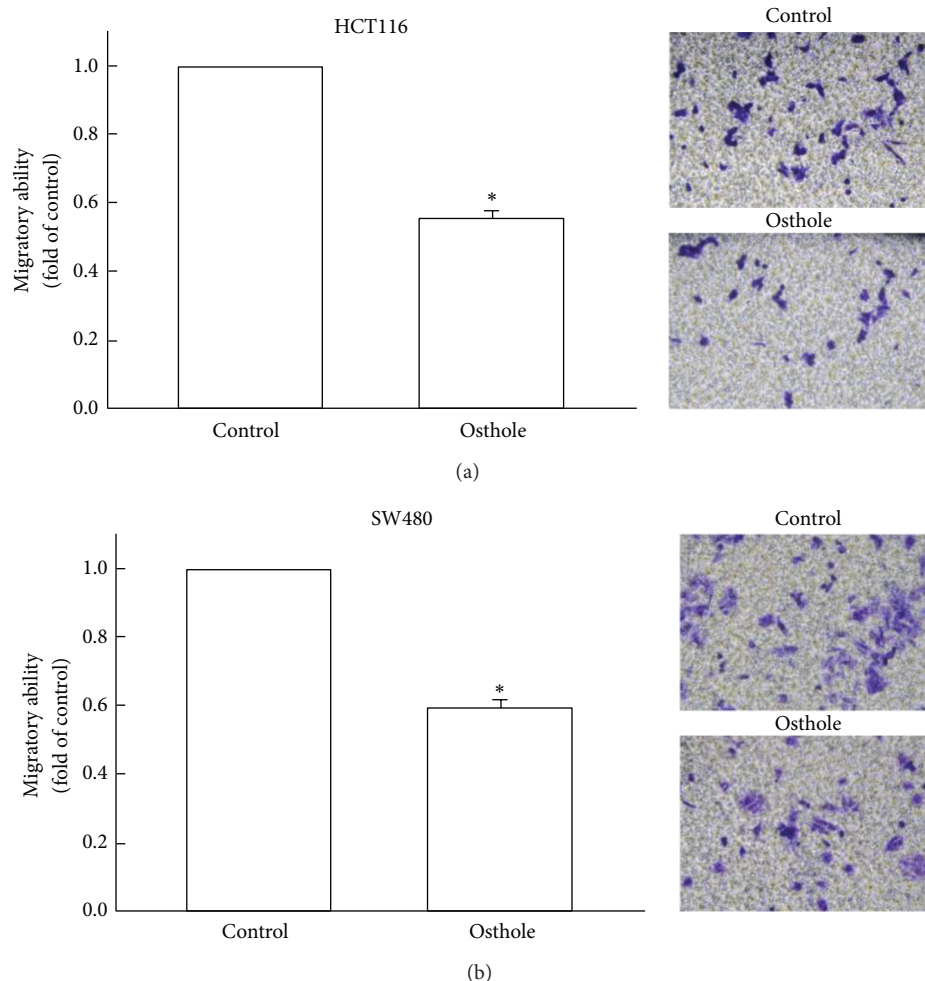 HCT116
Migratory ability
(fold of control)
1.0
0.8
0.6
0.4
0.2
0.0
*
Control
Osthole
Control
Osthole
(a)
SW480
Migratory ability
(fold of control)
1.0
0.8
0.6
0.4
0.2
0.0
*
Control
Osthole
Control
Osthole
(b)